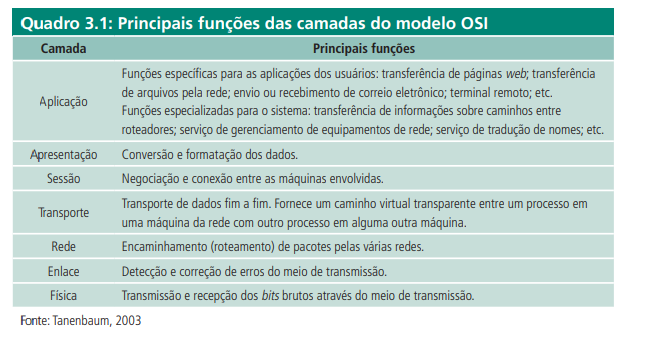 Quadro 3.1: Principais funções das camadas do modelo OSI
Camada Principais funções
Aplicação
Funções específicas para as aplicações dos usuários: transferência de páginas web; transferência
de arquivos pela rede; envio ou recebimento de correio eletrônico; terminal remoto; etc.
Funções especializadas para o sistema: transferência de informações sobre caminhos entre
roteadores; serviço de gerenciamento de equipamentos de rede; serviço de tradução de nomes; etc.
Apresentação Conversão e formatação dos dados.
Sessão Negociação e conexão entre as máquinas envolvidas.
Transporte
Transporte de dados fim a fim. Fornece um caminho virtual transparente entre um processo em
uma máquina da rede com outro processo em alguma outra máquina.
Rede Encaminhamento (roteamento) de pacotes pelas várias redes.
Enlace Detecção e correção de erros do meio de transmissão.
Física Transmissão e recepção dos bits brutos através do meio de transmissão.
Fonte: Tanenbaum, 2003